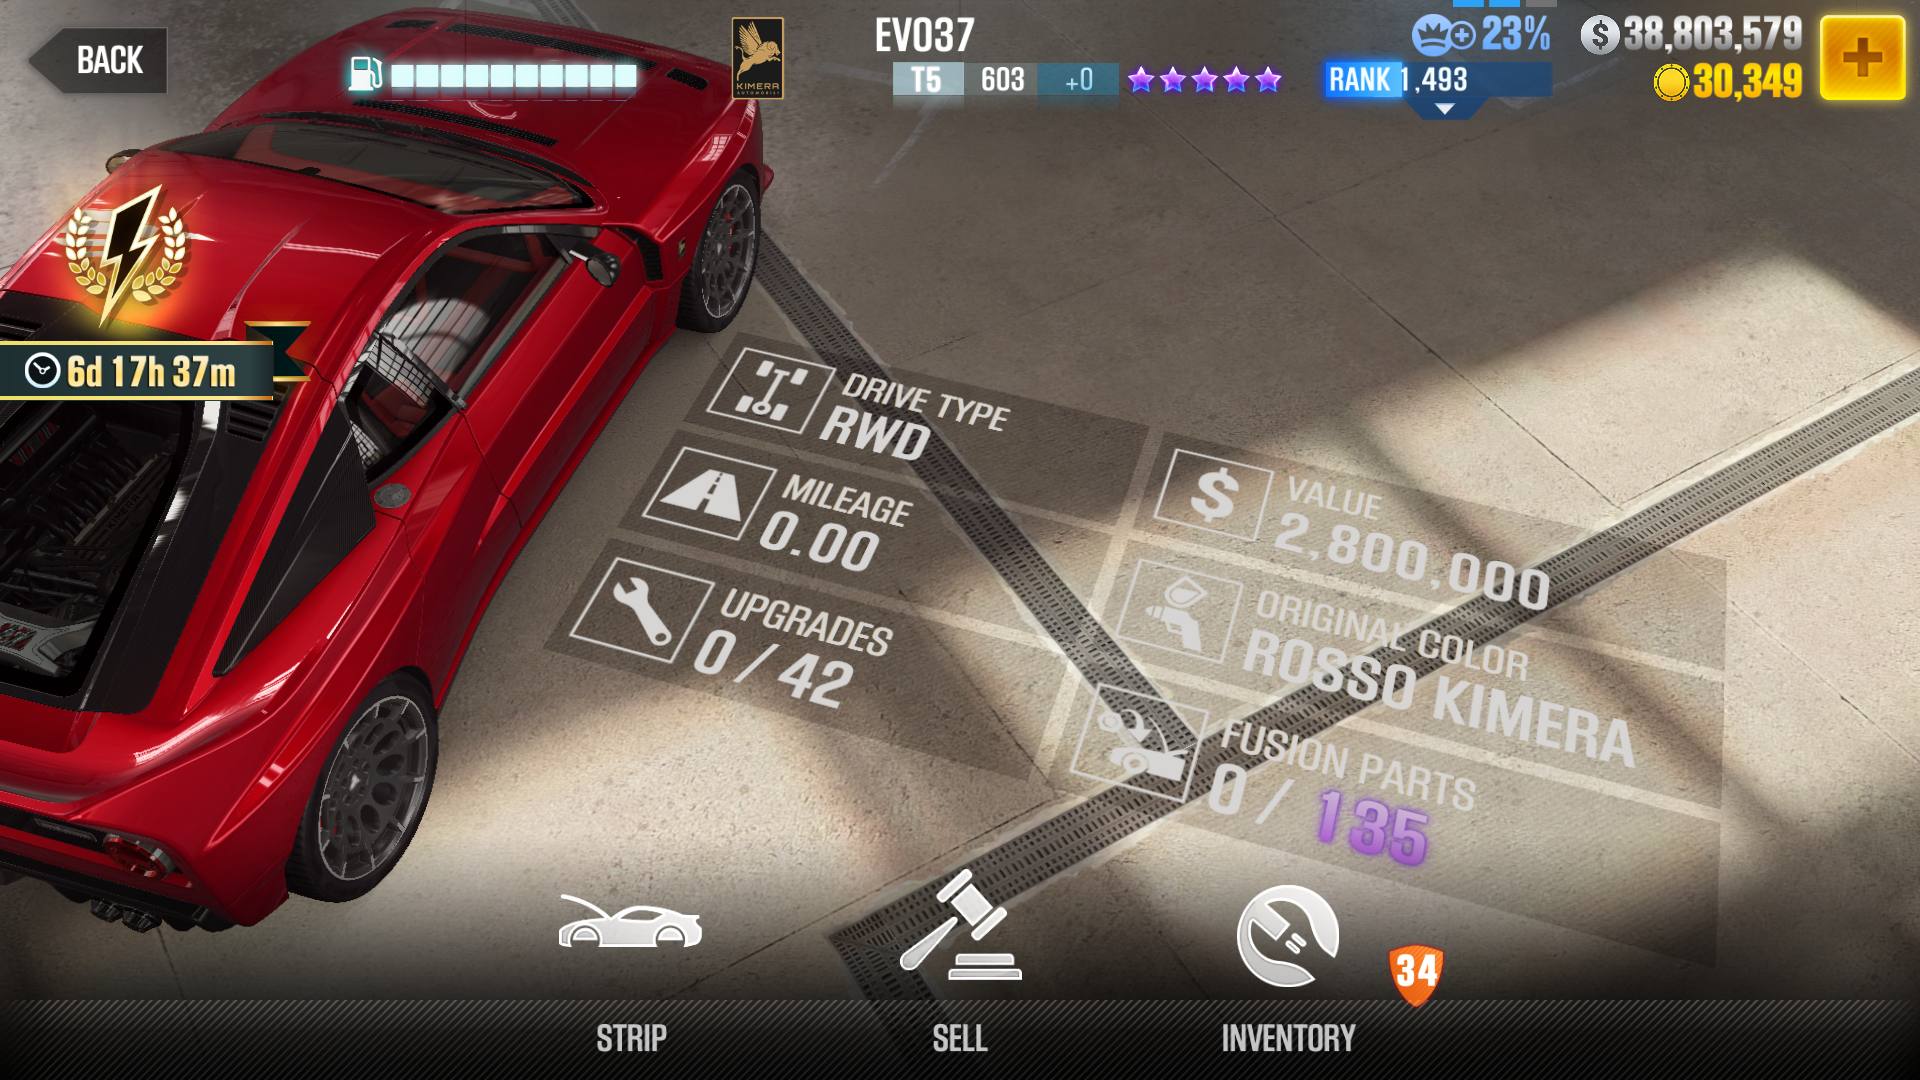 BACK
KIMERA
AUTOMOBILI
EVO37
T5 603 +0
RANK 1,493
23%
38,803,579
30,349
6d 17h 37m
DRIVE TYPE
RWD
MILEAGE
0.00
UPGRADES
0 / 42
VALUE
2,800,000
ORIGINAL COLOR
ROSSO KIMERA
FUSION PARTS
0 / 135
34
STRIP
SELL
INVENTORY